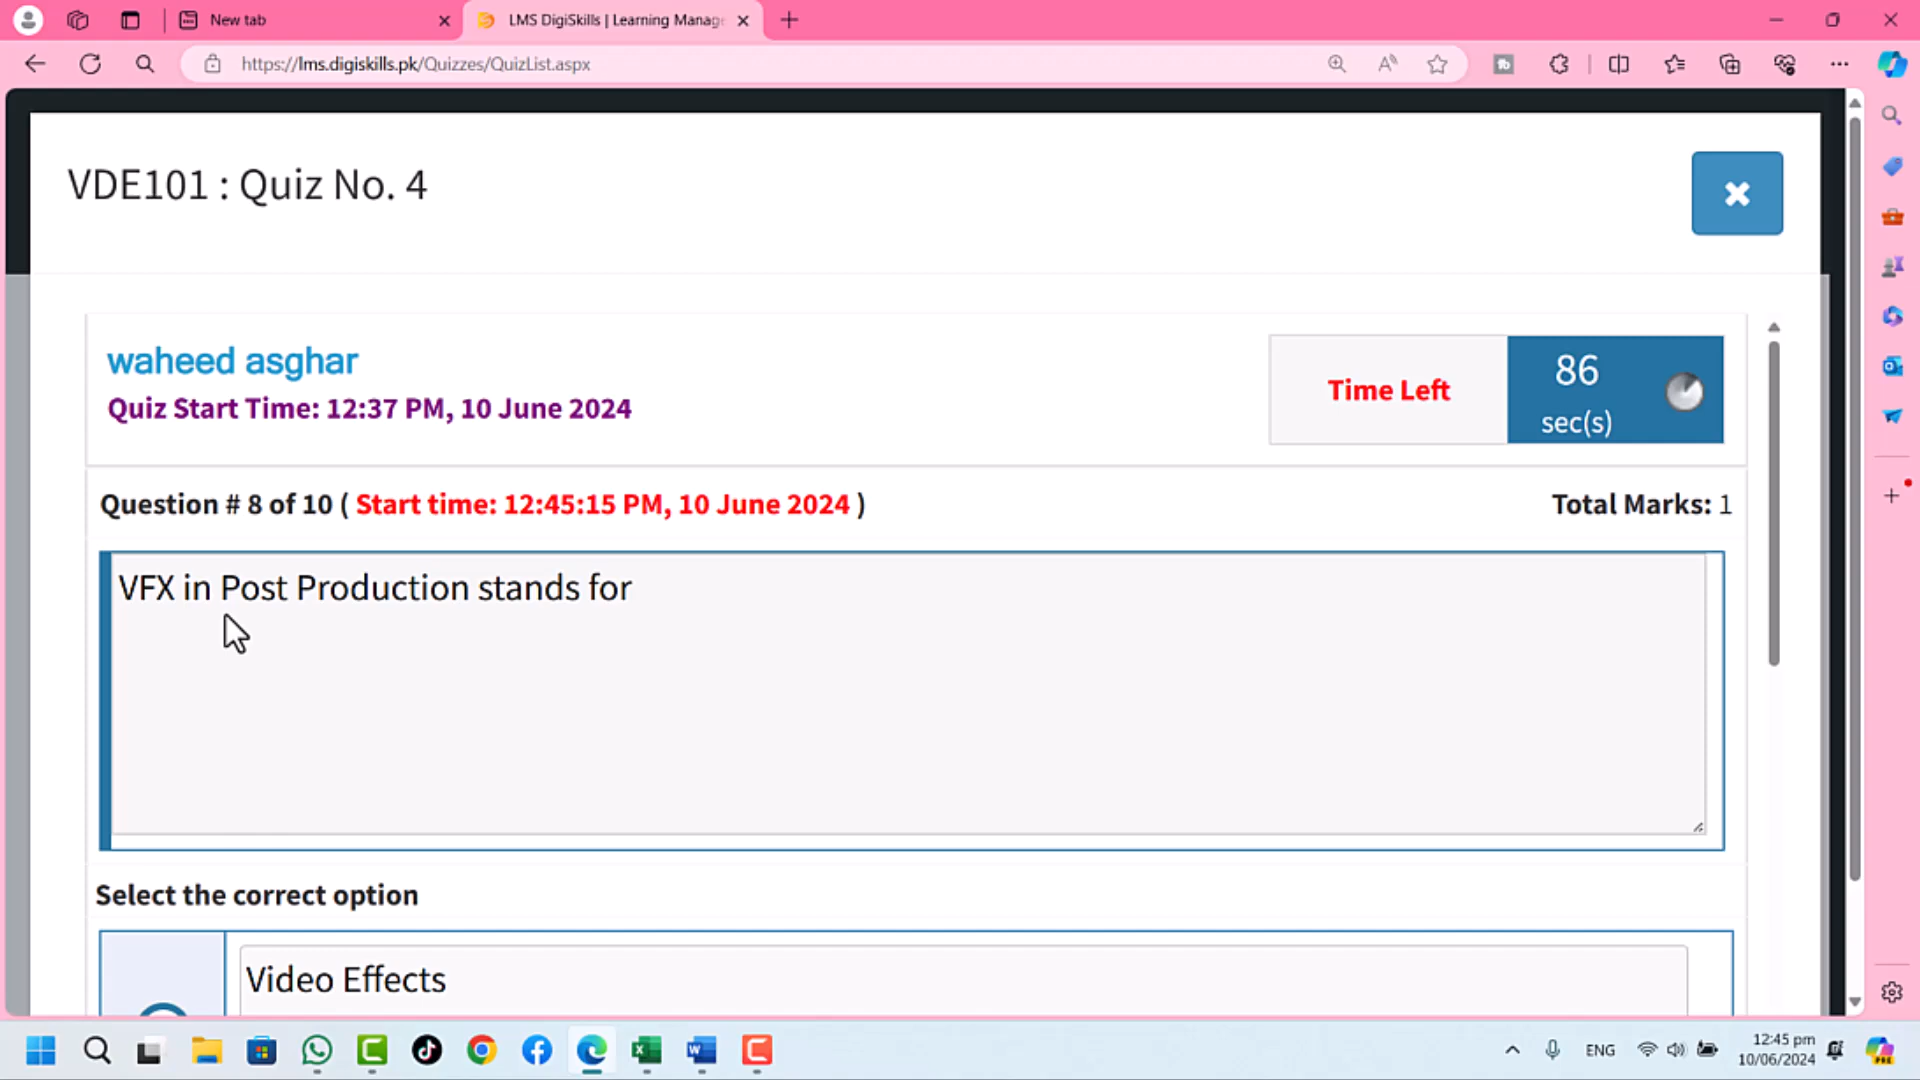 New tab
LMS DigiSkills | Learning Manag
https://lms.digiskills.pk/Quizzes/QuizList.aspx
VDE101 : Quiz No. 4
waheed asghar
Quiz Start Time: 12:37 PM, 10 June 2024
Time Left
86
sec(s)
Question # 8 of 10 ( Start time: 12:45:15 PM, 10 June 2024 )
Total Marks: 1
VFX in Post Production stands for
Select the correct option
Video Effects
ENG
12:45 pm
10/06/2024